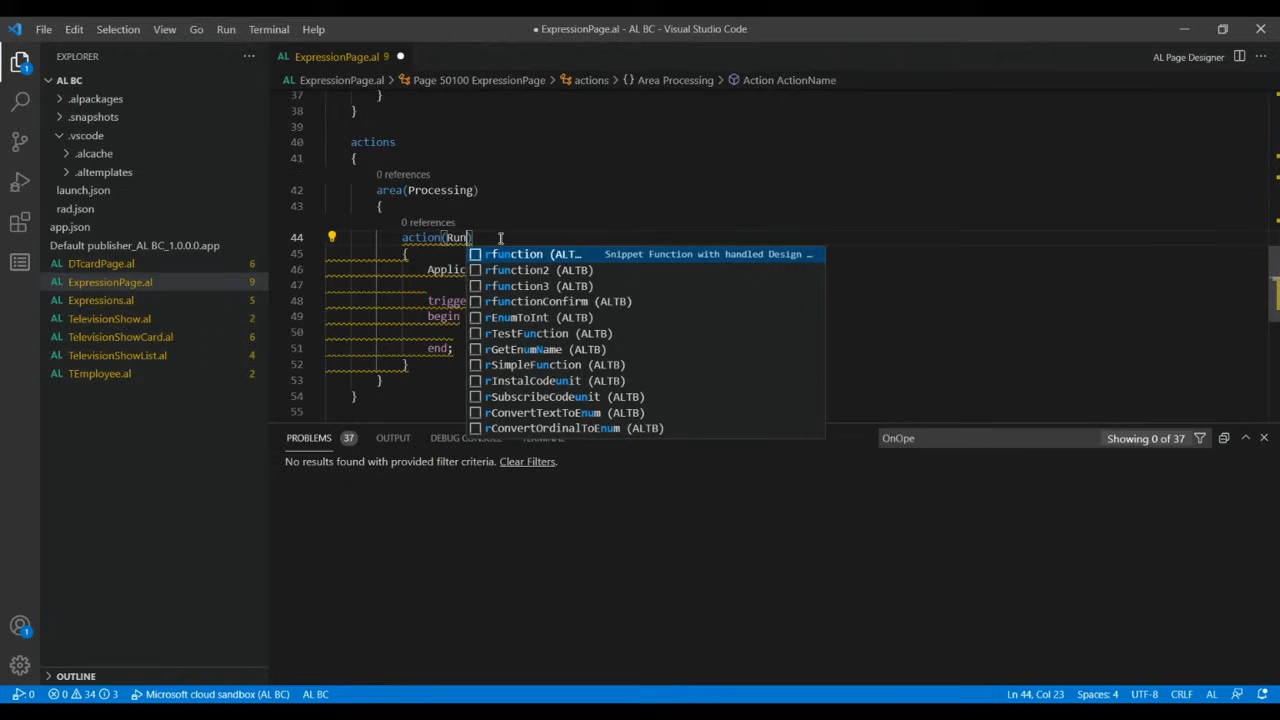 File Edit Selection View Go Run Terminal Help
● ExpressionPage.al - AL BC - Visual Studio Code
EXPLORER
AL ExpressionPage.al 9 ●
AL Page Designer
AL BC
AL ExpressionPage.al > Page 50100 ExpressionPage > actions > {} Area Processing > Action ActionName
.alpackages
.snapshots
.vscode
.alcache
.altemplates
launch.json
rad.json
app.json
Default publisher_AL BC_1.0.0.0.app
DTcardPage.al 6
ExpressionPage.al 9
Expressions.al 5
TelevisionShow.al 2
TelevisionShowCard.al 6
TelevisionShowList.al 4
TEmployee.al 2
OUTLINE
37 }
38 }
39
40 actions
41 {
0 references
42 area(Processing)
43 {
0 references
44 action(Run)
45 {
46 Applic
47
48 trigge
49 begin
50
51 end;
52 }
53 }
54 }
55
rfunction (ALT… Snippet Function with handled Design …
rfunction2 (ALTB)
rfunction3 (ALTB)
rfunctionConfirm (ALTB)
rEnumToInt (ALTB)
rTestFunction (ALTB)
rGetEnumName (ALTB)
rSimpleFunction (ALTB)
rInstalCodeunit (ALTB)
rSubscribeCodeunit (ALTB)
rConvertTextToEnum (ALTB)
rConvertOrdinalToEnum (ALTB)
PROBLEMS 37 OUTPUT DEBUG CONSOLE TERMINAL
OnOpe
Showing 0 of 37
No results found with provided filter criteria. Clear Filters.
1
1
0 0 34 3 Microsoft cloud sandbox (AL BC) AL BC
Ln 44, Col 23 Spaces: 4 UTF-8 CRLF AL